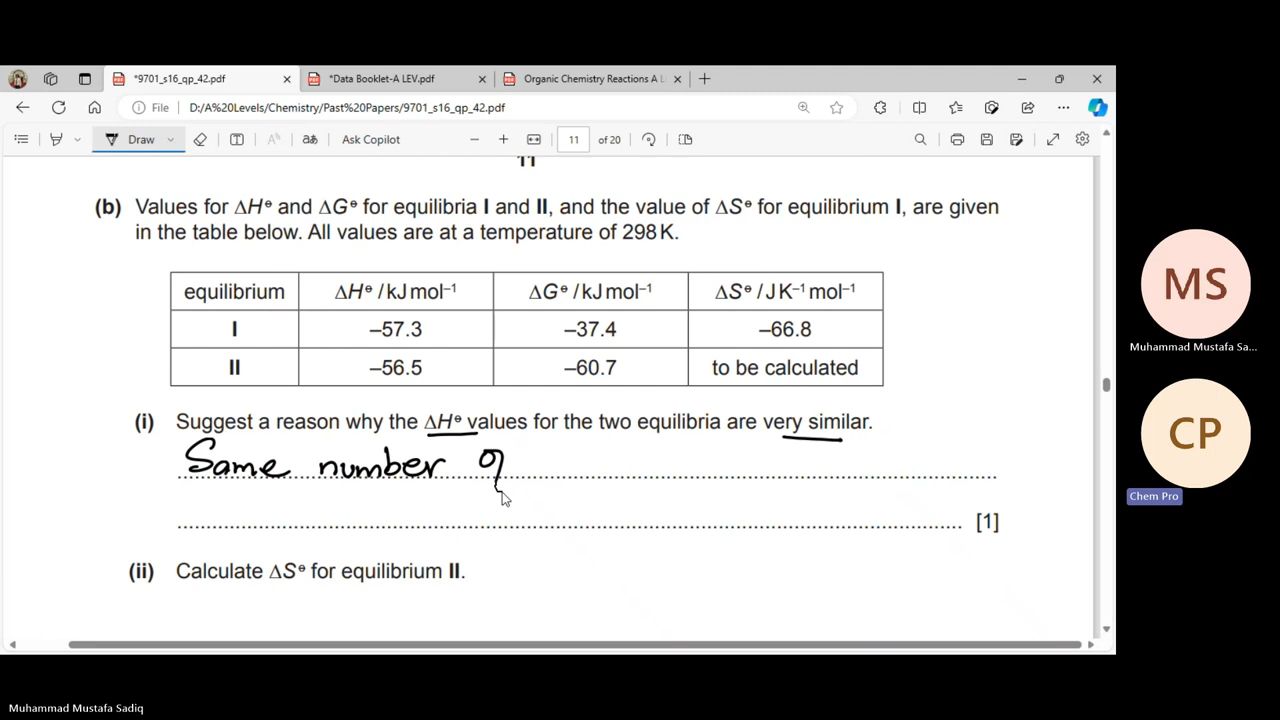 *9701_s16_qp_42.pdf
*Data Booklet-A LEV.pdf
Organic Chemistry Reactions A L
File
D:/A%20Levels/Chemistry/Past%20Papers/9701_s16_qp_42.pdf
Draw
aあ
Ask Copilot
11
of 20
11
(b) Values for ΔH⦵ and ΔG⦵ for equilibria I and II, and the value of ΔS⦵ for equilibrium I, are given
in the table below. All values are at a temperature of 298 K.
equilibrium ΔH⦵ / kJ mol⁻¹ ΔG⦵ / kJ mol⁻¹ ΔS⦵ / J K⁻¹ mol⁻¹
I –57.3 –37.4 –66.8
II –56.5 –60.7 to be calculated
(i) Suggest a reason why the ΔH⦵ values for the two equilibria are very similar.
Same number
[1]
(ii) Calculate ΔS⦵ for equilibrium II.
MS
Muhammad Mustafa Sa...
CP
Chem Pro
Muhammad Mustafa Sadiq